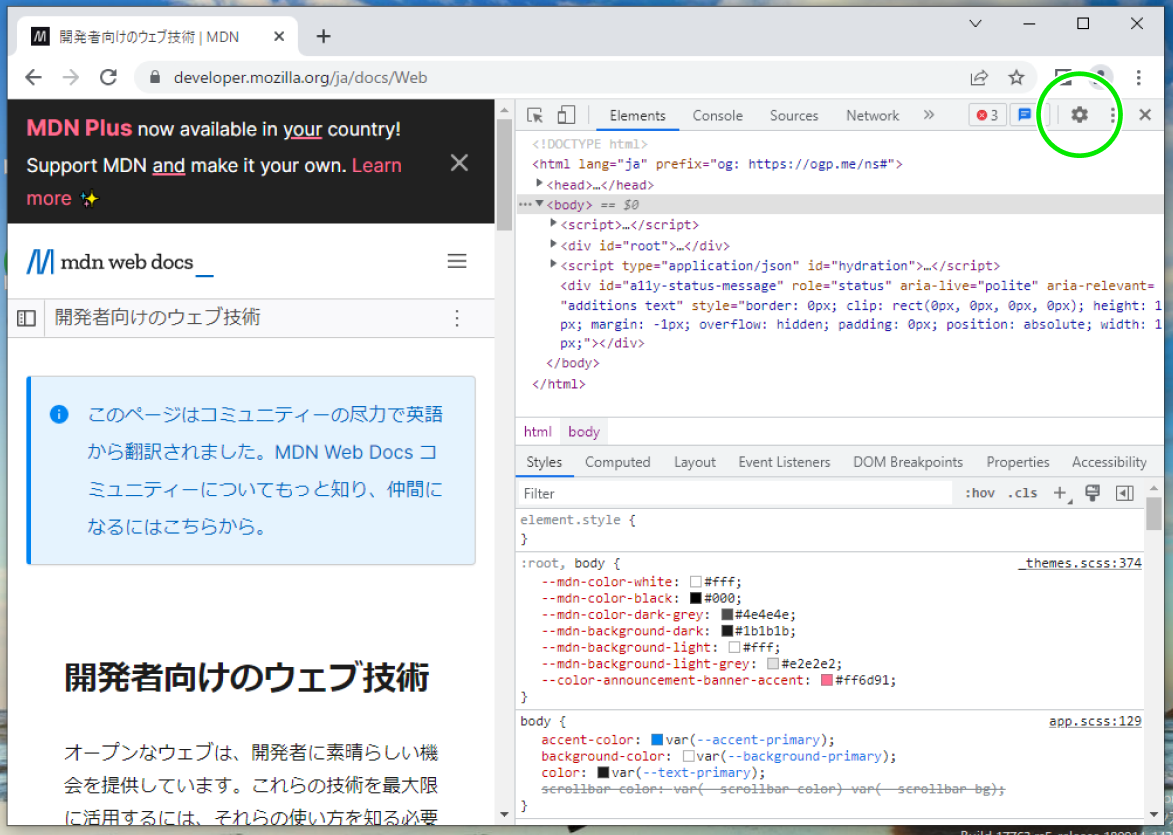 開発者向けのウェブ技術 | MDN
developer.mozilla.org/ja/docs/Web
MDN Plus now available in your country!
Support MDN and make it your own. Learn
more ✨
mdn web docs_
開発者向けのウェブ技術
このページはコミュニティーの尽力で英語
から翻訳されました。MDN Web Docs コ
ミュニティーについてもっと知り、仲間に
なるにはこちらから。
開発者向けのウェブ技術
オープンなウェブは、開発者に素晴らしい機
会を提供しています。これらの技術を最大限
に活用するには、それらの使い方を知る必要
Elements Console Sources Network » 3
<!DOCTYPE html>
<html lang="ja" prefix="og: https://ogp.me/ns#">
<head>…</head>
<body> == $0
<script>…</script>
<div id="root">…</div>
<script type="application/json" id="hydration">…</script>
<div id="a11y-status-message" role="status" aria-live="polite" aria-relevant=
"additions text" style="border: 0px; clip: rect(0px, 0px, 0px, 0px); height: 1
px; margin: -1px; overflow: hidden; padding: 0px; position: absolute; width: 1
px;"></div>
</body>
</html>
html body
Styles Computed Layout Event Listeners DOM Breakpoints Properties Accessibility
Filter :hov .cls +
element.style {
}
:root, body { _themes.scss:374
--mdn-color-white: #fff;
--mdn-color-black: #000;
--mdn-color-dark-grey: #4e4e4e;
--mdn-background-dark: #1b1b1b;
--mdn-background-light: #fff;
--mdn-background-light-grey: #e2e2e2;
--color-announcement-banner-accent: #ff6d91;
}
body { app.scss:129
accent-color: var(--accent-primary);
background-color: var(--background-primary);
color: var(--text-primary);
scrollbar-color: var(--scrollbar-color) var(--scrollbar-bg);
}